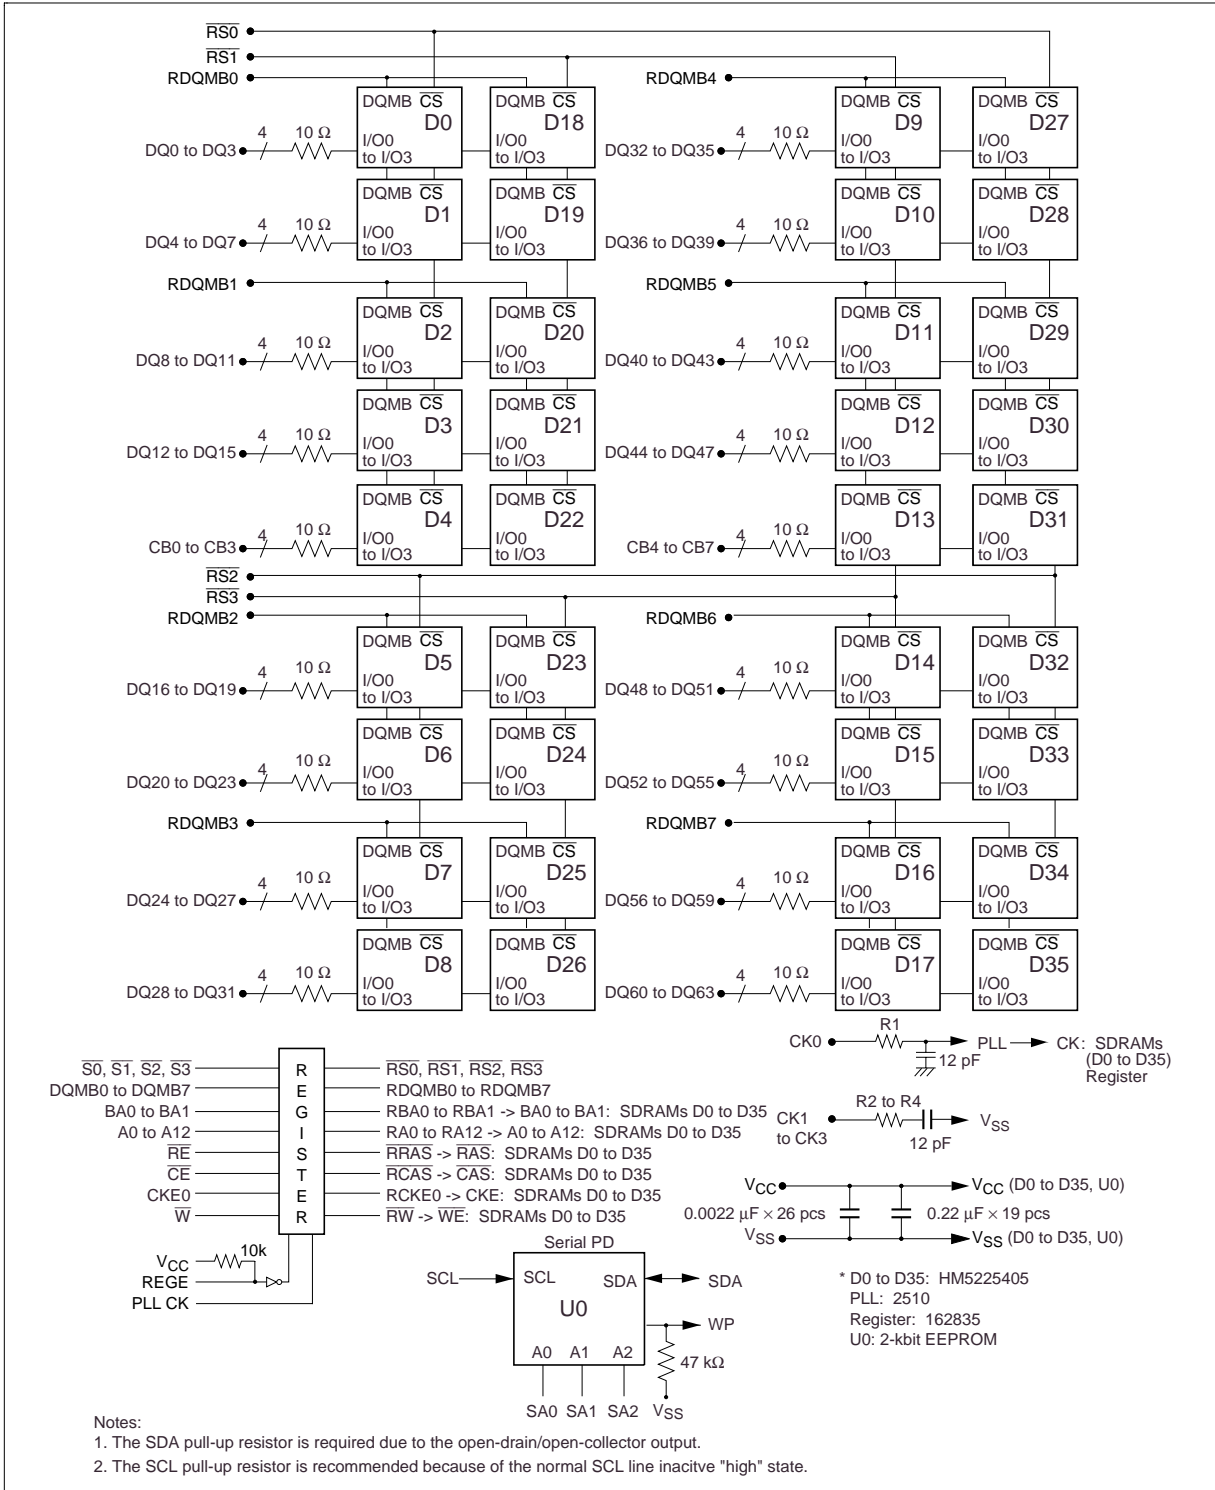 RS0
RS1
RDQMB0 RDQMB4
DQMB CS D0 DQMB CS D18 DQMB CS D9 DQMB CS D27
DQ0 to DQ3 4 10 Ω I/O0 to I/O3 I/O0 to I/O3 DQ32 to DQ35 4 10 Ω I/O0 to I/O3 I/O0 to I/O3
DQMB CS D1 DQMB CS D19 DQMB CS D10 DQMB CS D28
DQ4 to DQ7 4 10 Ω I/O0 to I/O3 I/O0 to I/O3 DQ36 to DQ39 4 10 Ω I/O0 to I/O3 I/O0 to I/O3
RDQMB1 RDQMB5
DQMB CS D2 DQMB CS D20 DQMB CS D11 DQMB CS D29
DQ8 to DQ11 4 10 Ω I/O0 to I/O3 I/O0 to I/O3 DQ40 to DQ43 4 10 Ω I/O0 to I/O3 I/O0 to I/O3
DQMB CS D3 DQMB CS D21 DQMB CS D12 DQMB CS D30
DQ12 to DQ15 4 10 Ω I/O0 to I/O3 I/O0 to I/O3 DQ44 to DQ47 4 10 Ω I/O0 to I/O3 I/O0 to I/O3
DQMB CS D4 DQMB CS D22 DQMB CS D13 DQMB CS D31
CB0 to CB3 4 10 Ω I/O0 to I/O3 I/O0 to I/O3 CB4 to CB7 4 10 Ω I/O0 to I/O3 I/O0 to I/O3
RS2
RS3
RDQMB2 RDQMB6
DQMB CS D5 DQMB CS D23 DQMB CS D14 DQMB CS D32
DQ16 to DQ19 4 10 Ω I/O0 to I/O3 I/O0 to I/O3 DQ48 to DQ51 4 10 Ω I/O0 to I/O3 I/O0 to I/O3
DQMB CS D6 DQMB CS D24 DQMB CS D15 DQMB CS D33
DQ20 to DQ23 4 10 Ω I/O0 to I/O3 I/O0 to I/O3 DQ52 to DQ55 4 10 Ω I/O0 to I/O3 I/O0 to I/O3
RDQMB3 RDQMB7
DQMB CS D7 DQMB CS D25 DQMB CS D16 DQMB CS D34
DQ24 to DQ27 4 10 Ω I/O0 to I/O3 I/O0 to I/O3 DQ56 to DQ59 4 10 Ω I/O0 to I/O3 I/O0 to I/O3
DQMB CS D8 DQMB CS D26 DQMB CS D17 DQMB CS D35
DQ28 to DQ31 4 10 Ω I/O0 to I/O3 I/O0 to I/O3 DQ60 to DQ63 4 10 Ω I/O0 to I/O3 I/O0 to I/O3
R1
CK0 12 pF PLL CK: SDRAMs
(D0 to D35)
Register
R2 to R4
CK1
to CK3 12 pF VSS
REGISTER
S0, S1, S2, S3 RS0, RS1, RS2, RS3
DQMB0 to DQMB7 RDQMB0 to RDQMB7
BA0 to BA1 RBA0 to RBA1 -> BA0 to BA1: SDRAMs D0 to D35
A0 to A12 RA0 to RA12 -> A0 to A12: SDRAMs D0 to D35
RE RRAS -> RAS: SDRAMs D0 to D35
CE RCAS -> CAS: SDRAMs D0 to D35
CKE0 RCKE0 -> CKE: SDRAMs D0 to D35
W RW -> WE: SDRAMs D0 to D35
VCC 10k
REGE
PLL CK
VCC VCC (D0 to D35, U0)
0.0022 µF × 26 pcs 0.22 µF × 19 pcs
VSS VSS (D0 to D35, U0)
Serial PD
SCL SCL SDA SDA
U0
WP
A0 A1 A2 47 kΩ
SA0 SA1 SA2 VSS
* D0 to D35: HM5225405
PLL: 2510
Register: 162835
U0: 2-kbit EEPROM
Notes:
1. The SDA pull-up resistor is required due to the open-drain/open-collector output.
2. The SCL pull-up resistor is recommended because of the normal SCL line inacitve "high" state.